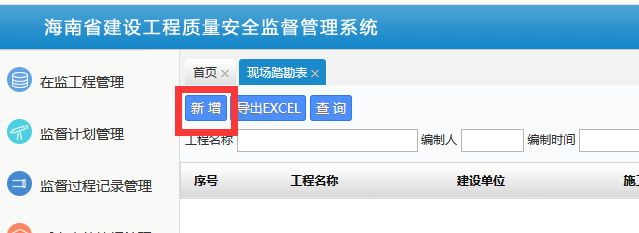 海南省建设工程质量安全监督管理系统
在监工程管理
监督计划管理
监督过程记录管理
首页 × 现场踏勘表 ×
新 增 导出EXCEL 查 询
工程名称 编制人 编制时间
序号 工程名称 建设单位 施工